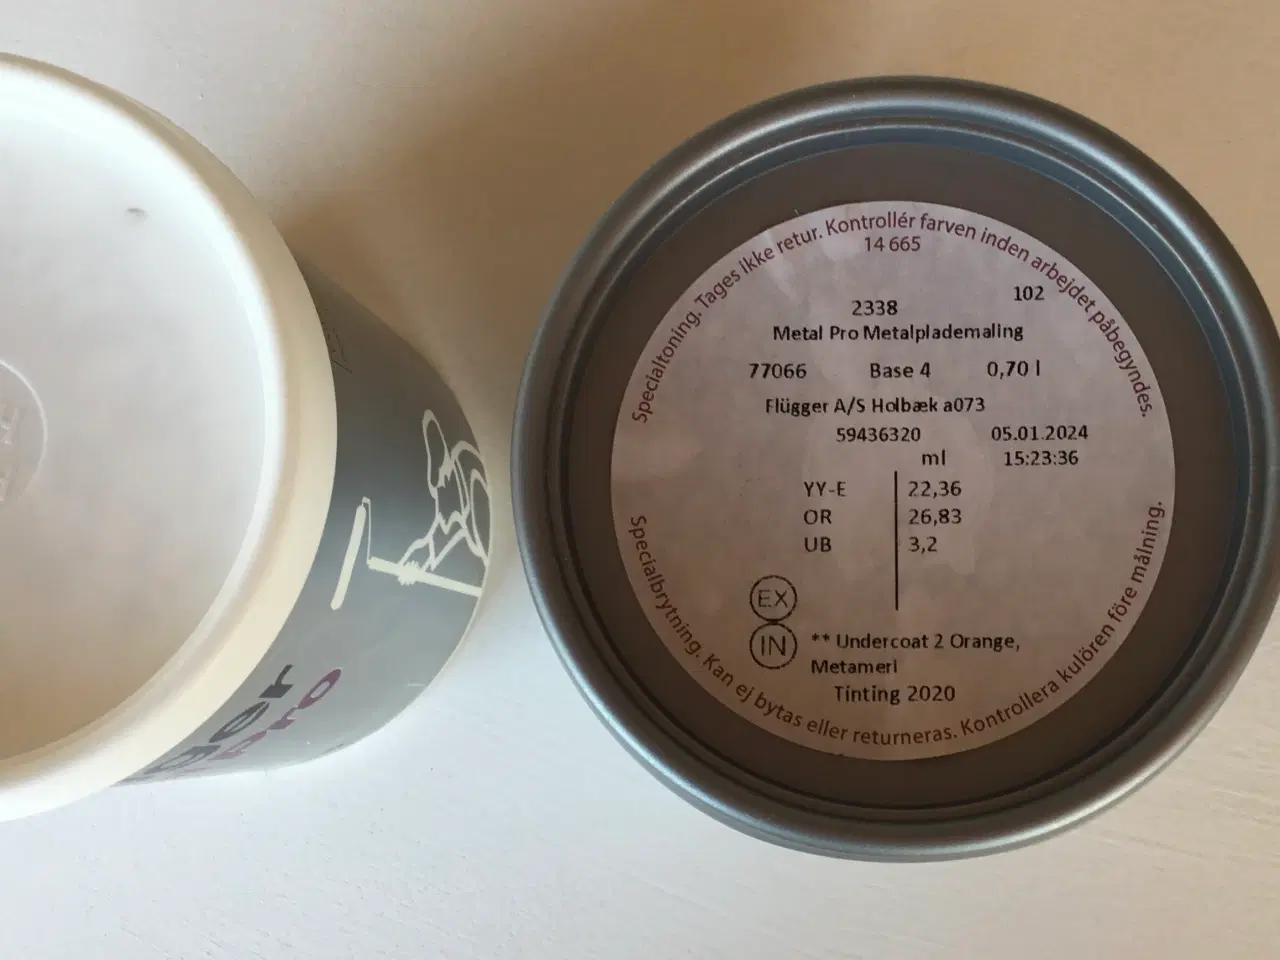 Specialtoning. Tages ikke retur. Kontrollér farven inden arbejdet påbegyndes.
14 665
102
2338
Metal Pro Metalplademaling
77066 Base 4 0,70 l
Flügger A/S Holbæk a073
59436320 05.01.2024
ml 15:23:36
YY-E 22,36
OR 26,83
UB 3,2
EX
IN
** Undercoat 2 Orange,
Metameri
Tinting 2020
Specialbrytning. Kan ej bytas eller returneras. Kontrollera kulören före målning.